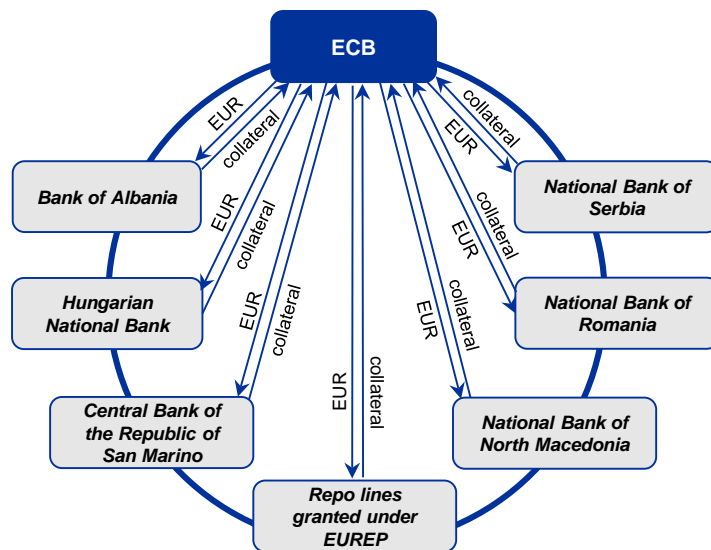 ECB
EUR
collateral
EUR
collateral
EUR
collateral
EUR
collateral
EUR
collateral
EUR
collateral
EUR
collateral
Bank of Albania
National Bank of
Serbia
Hungarian
National Bank
National Bank of
Romania
Central Bank of
the Republic of
San Marino
National Bank of
North Macedonia
Repo lines
granted under
EUREP